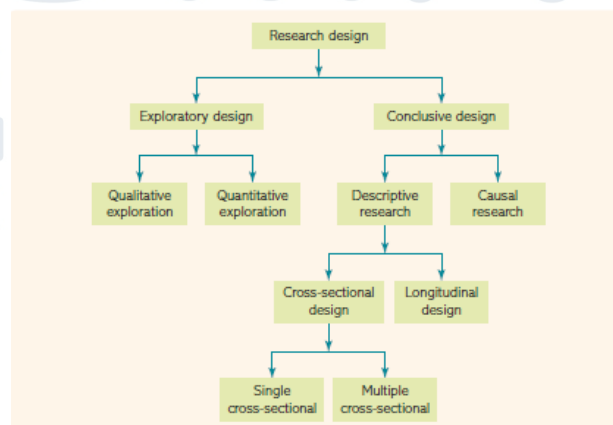 Research design
Exploratory design
Conclusive design
Qualitative
exploration
Quantitative
exploration
Descriptive
research
Causal
research
Cross-sectional
design
Longitudinal
design
Single
cross-sectional
Multiple
cross-sectional